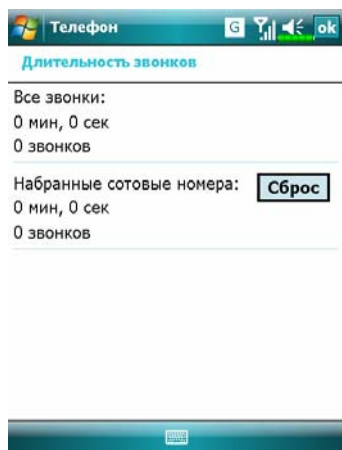 Телефон G ok
Длительность звонков
Все звонки:
0 мин, 0 сек
0 звонков
Набранные сотовые номера: Сброс
0 мин, 0 сек
0 звонков